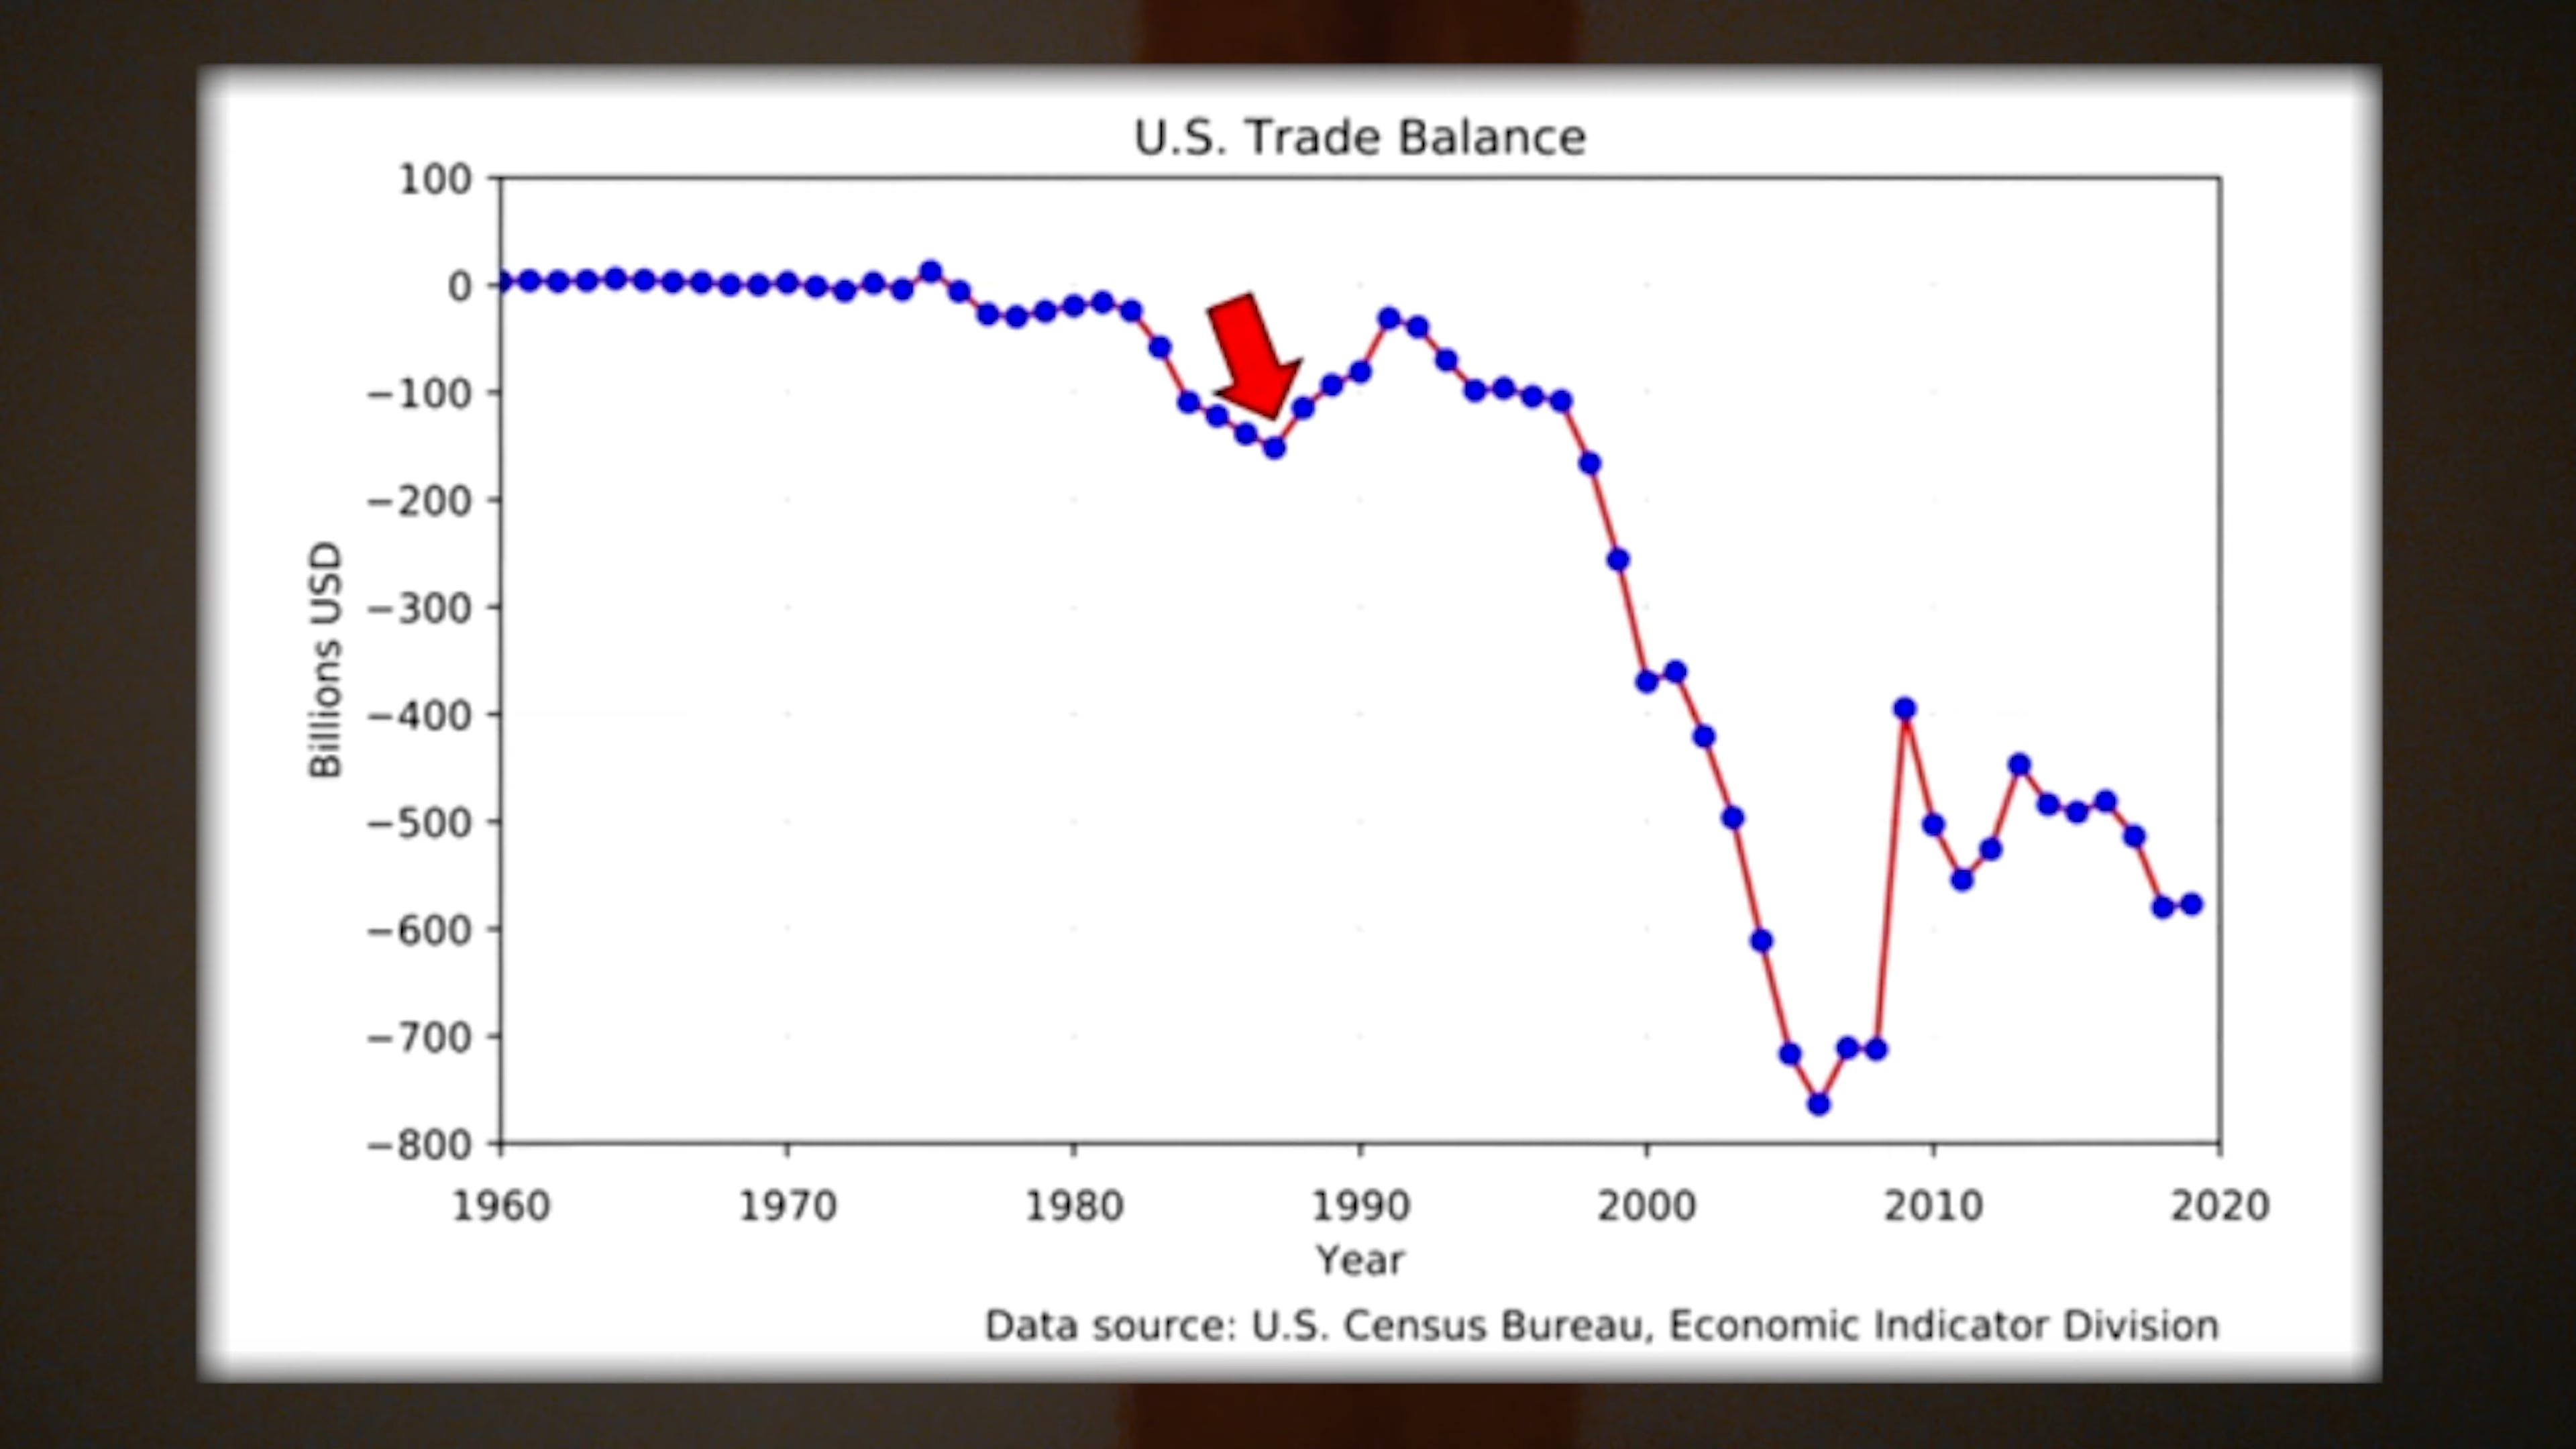 U.S. Trade Balance
100
0
−100
−200
−300
−400
−500
−600
−700
−800
Billions USD
1960 1970 1980 1990 2000 2010 2020
Year
Data source: U.S. Census Bureau, Economic Indicator Division